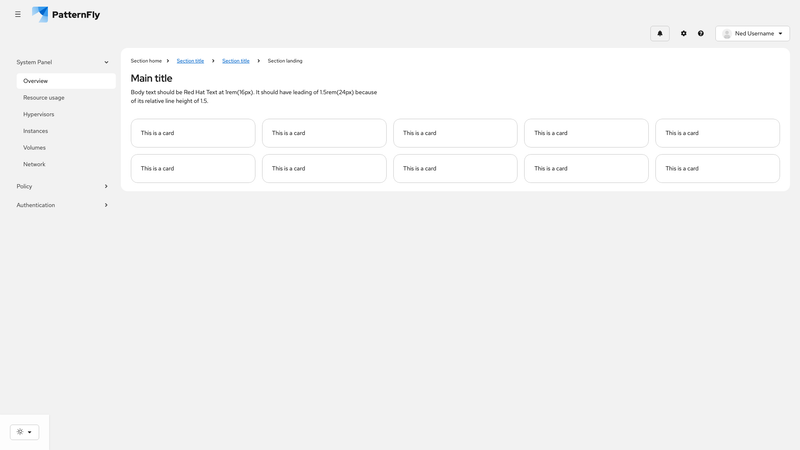 PatternFly
Ned Username
System Panel
Overview
Resource usage
Hypervisors
Instances
Volumes
Network
Policy
Authentication
Section home
Section title
Section title
Section landing
Main title
Body text should be Red Hat Text at 1rem(16px). It should have leading of 1.5rem(24px) because
of its relative line height of 1.5.
This is a card
This is a card
This is a card
This is a card
This is a card
This is a card
This is a card
This is a card
This is a card
This is a card